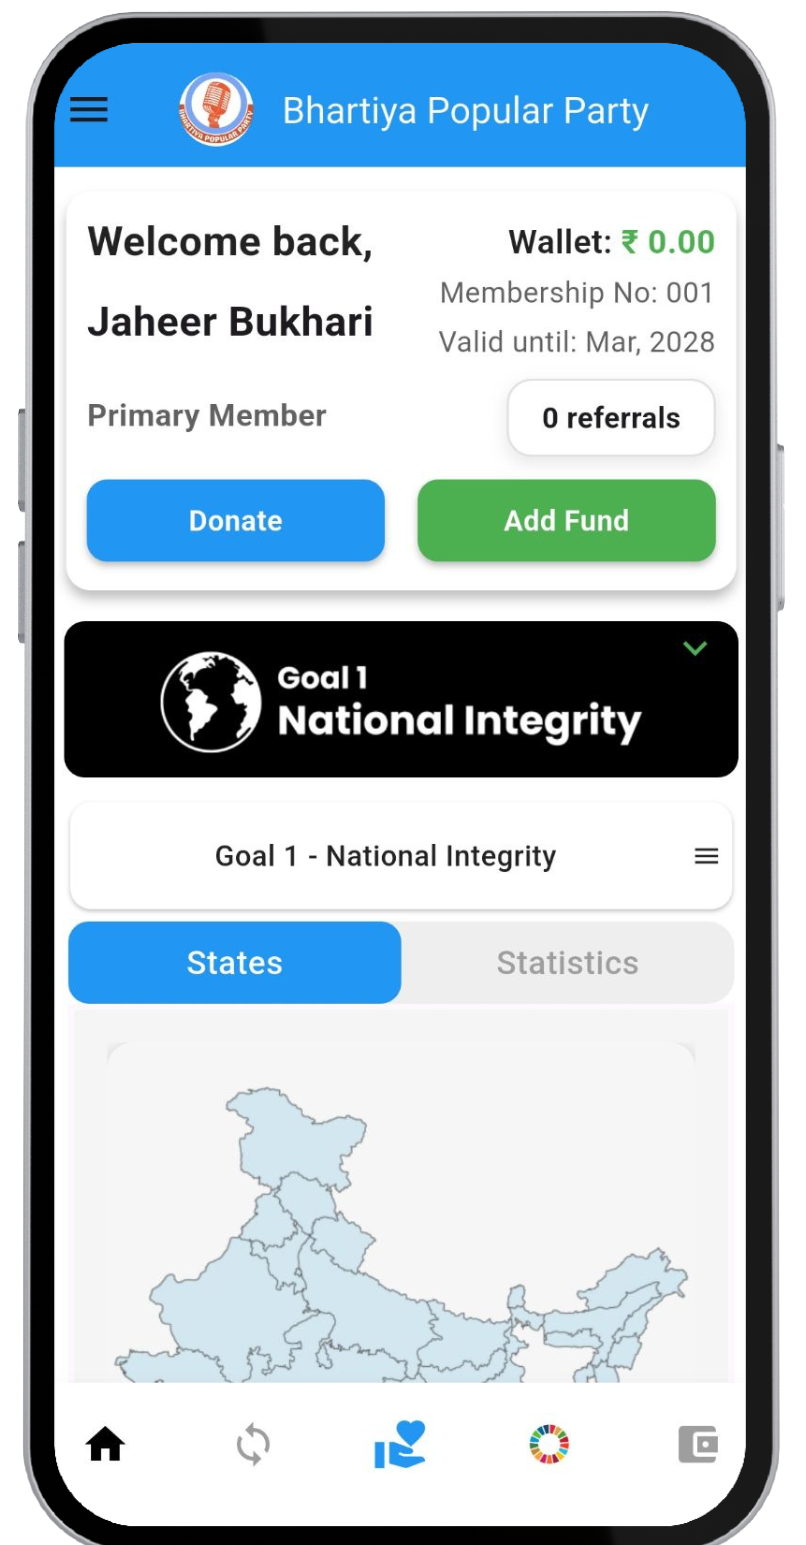 BHARTIYA POPULAR PARTY
Bhartiya Popular Party
Welcome back,
Jaheer Bukhari
Primary Member
Wallet: ₹ 0.00
Membership No: 001
Valid until: Mar, 2028
0 referrals
Donate
Add Fund
Goal 1
National Integrity
Goal 1 - National Integrity
States
Statistics